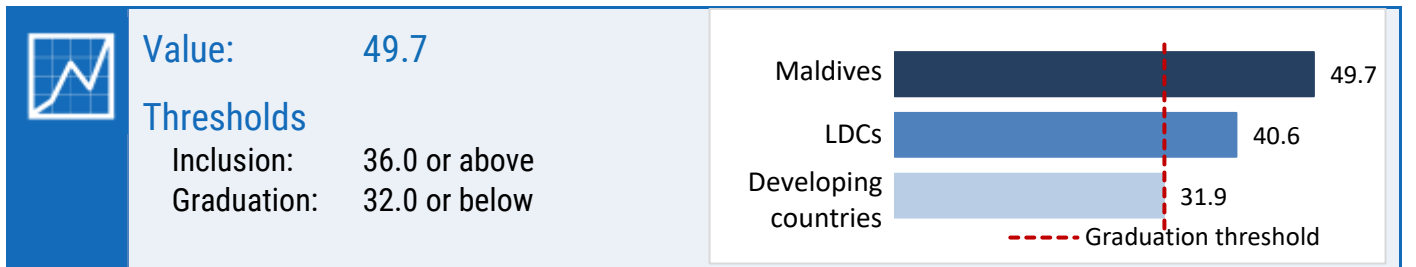 Value: 49.7
Thresholds
Inclusion: 36.0 or above
Graduation: 32.0 or below
Maldives 49.7
LDCs 40.6
Developing
countries 31.9
Graduation threshold